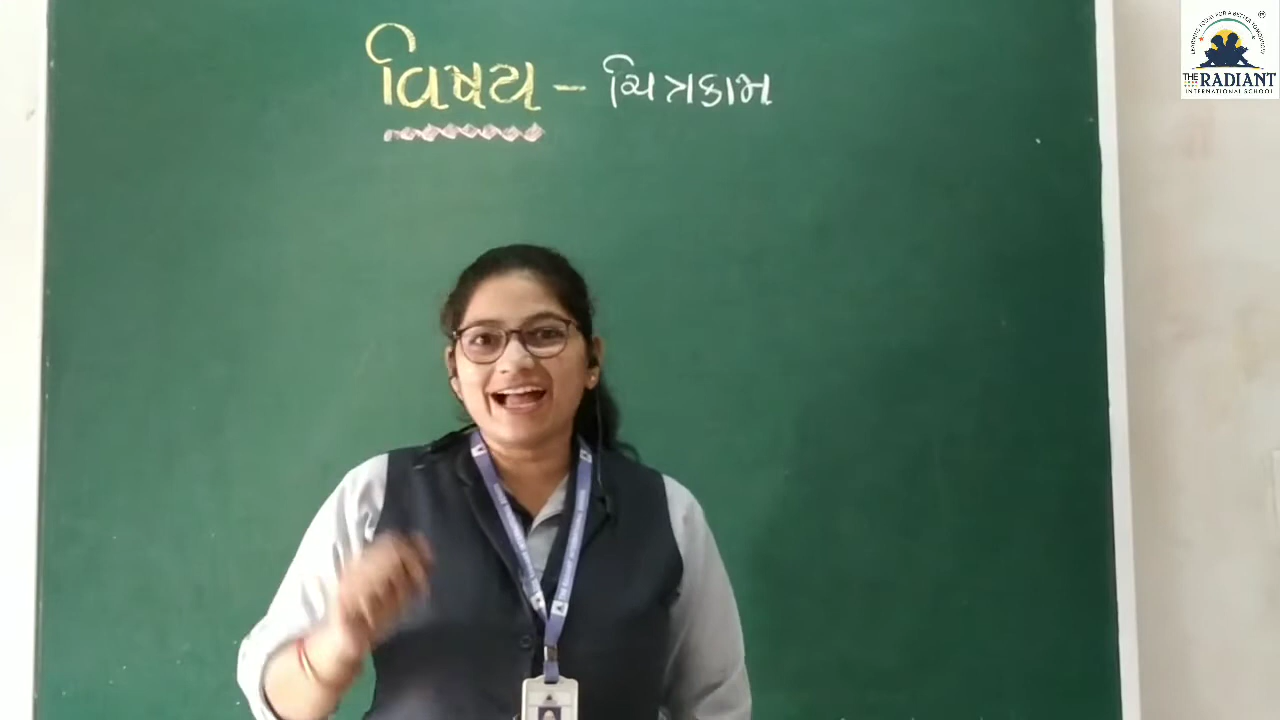 વિષય - ચિત્રકામ
THE RADIANT
INTERNATIONAL SCHOOL